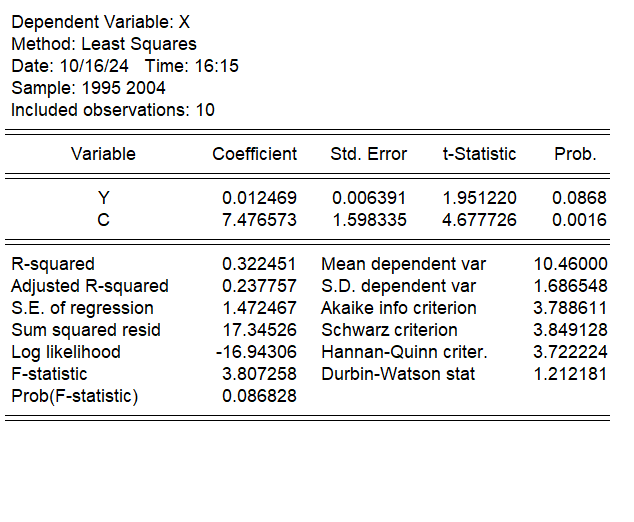 Dependent Variable: X
Method: Least Squares
Date: 10/16/24 Time: 16:15
Sample: 1995 2004
Included observations: 10
Variable Coefficient Std. Error t-Statistic Prob.
Y 0.012469 0.006391 1.951220 0.0868
C 7.476573 1.598335 4.677726 0.0016
R-squared 0.322451 Mean dependent var 10.46000
Adjusted R-squared 0.237757 S.D. dependent var 1.686548
S.E. of regression 1.472467 Akaike info criterion 3.788611
Sum squared resid 17.34526 Schwarz criterion 3.849128
Log likelihood -16.94306 Hannan-Quinn criter. 3.722224
F-statistic 3.807258 Durbin-Watson stat 1.212181
Prob(F-statistic) 0.086828